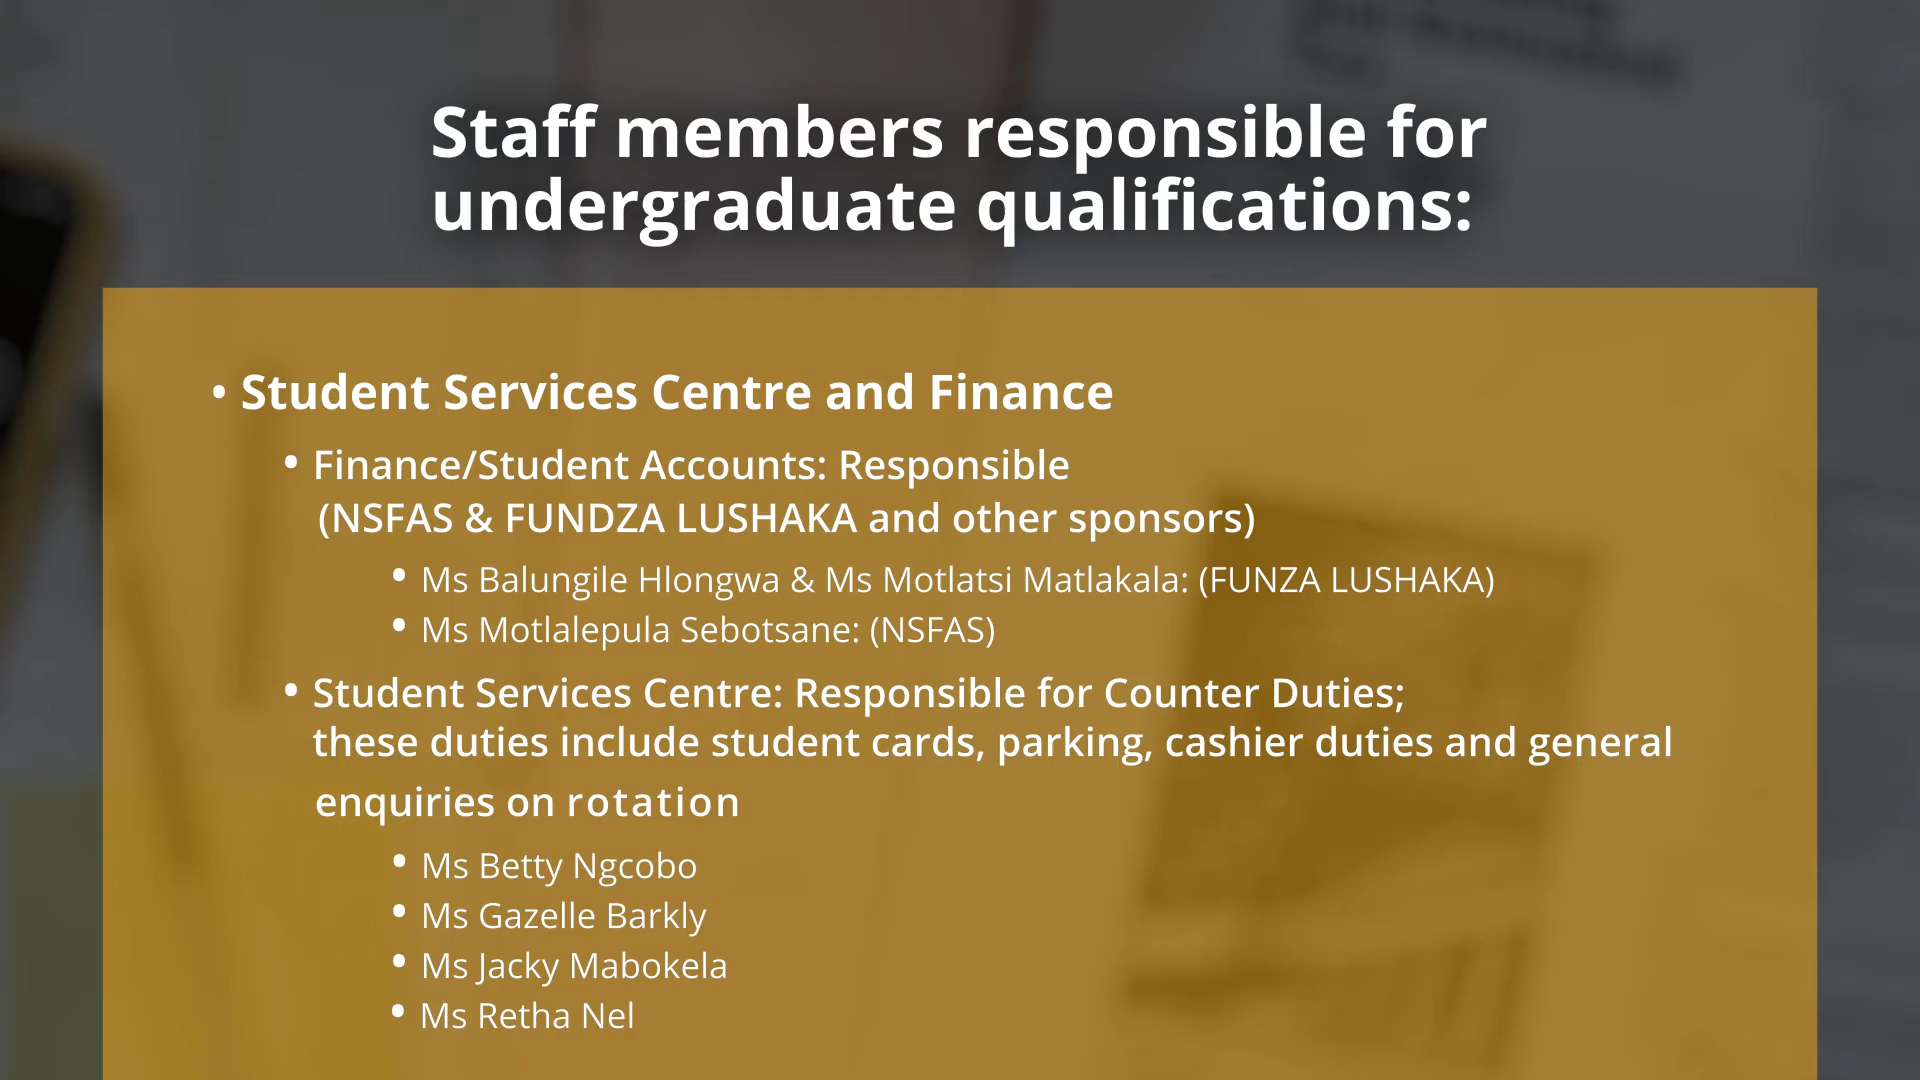 Staff members responsible for
undergraduate qualifications:
• Student Services Centre and Finance
• Finance/Student Accounts: Responsible
(NSFAS & FUNDZA LUSHAKA and other sponsors)
• Ms Balungile Hlongwa & Ms Motlatsi Matlakala: (FUNZA LUSHAKA)
• Ms Motlalepula Sebotsane: (NSFAS)
• Student Services Centre: Responsible for Counter Duties;
these duties include student cards, parking, cashier duties and general
enquiries on rotation
• Ms Betty Ngcobo
• Ms Gazelle Barkly
• Ms Jacky Mabokela
• Ms Retha Nel